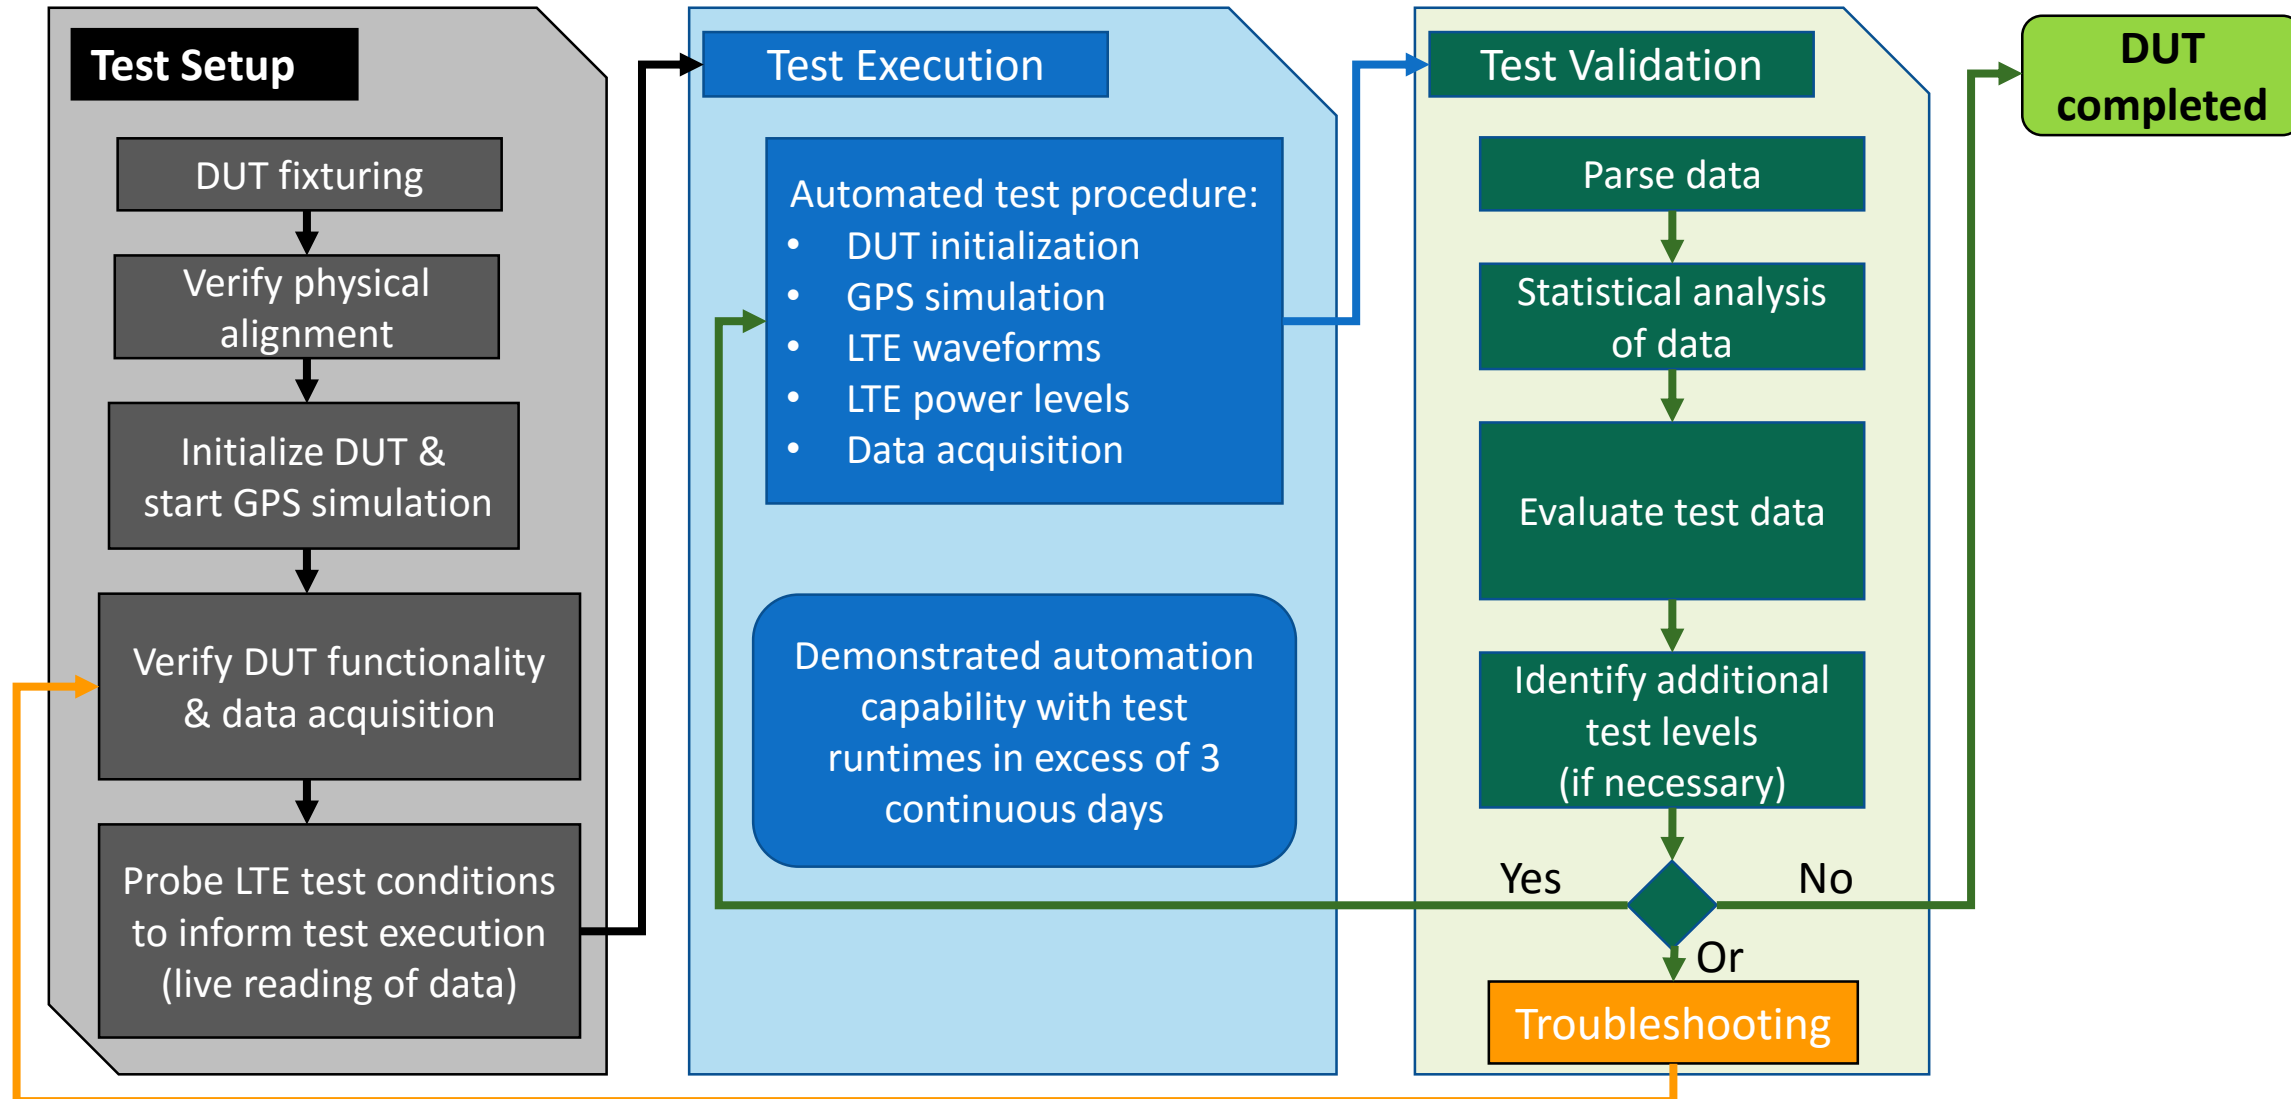 Test Setup
DUT fixturing
Verify physical
alignment
Initialize DUT &
start GPS simulation
Verify DUT functionality
& data acquisition
Probe LTE test conditions
to inform test execution
(live reading of data)
Test Execution
Automated test procedure:
• DUT initialization
• GPS simulation
• LTE waveforms
• LTE power levels
• Data acquisition
Demonstrated automation
capability with test
runtimes in excess of 3
continuous days
Test Validation
Parse data
Statistical analysis
of data
Evaluate test data
Identify additional
test levels
(if necessary)
Yes
No
Or
Troubleshooting
DUT
completed